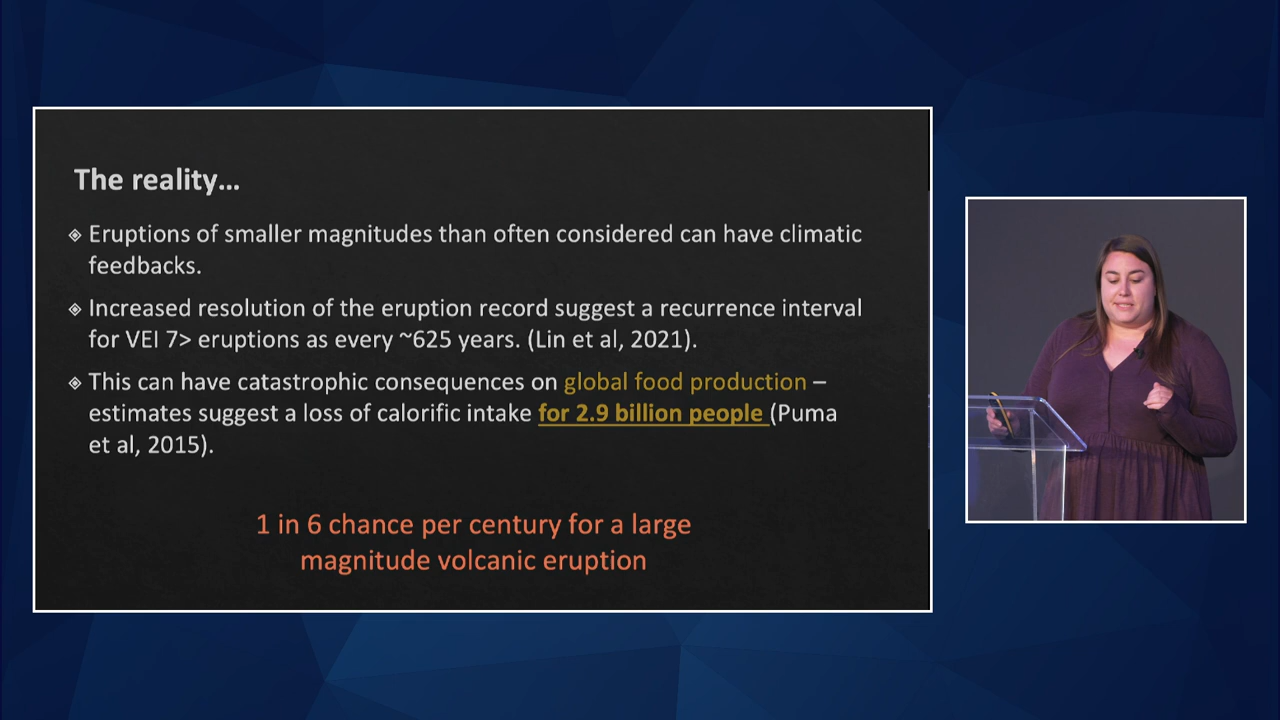 The reality…
Eruptions of smaller magnitudes than often considered can have climatic
feedbacks.
Increased resolution of the eruption record suggest a recurrence interval
for VEI 7> eruptions as every ~625 years. (Lin et al, 2021).
This can have catastrophic consequences on global food production –
estimates suggest a loss of calorific intake for 2.9 billion people (Puma
et al, 2015).
1 in 6 chance per century for a large
magnitude volcanic eruption